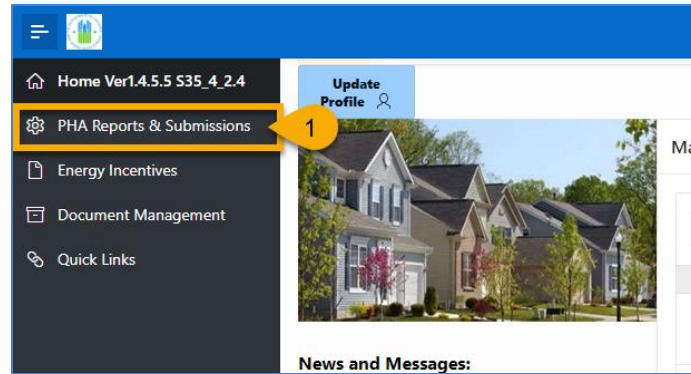 Home Ver1.4.5.5 S35_4_2.4
PHA Reports & Submissions
1
Energy Incentives
Document Management
Quick Links
Update
Profile
Ma
News and Messages: